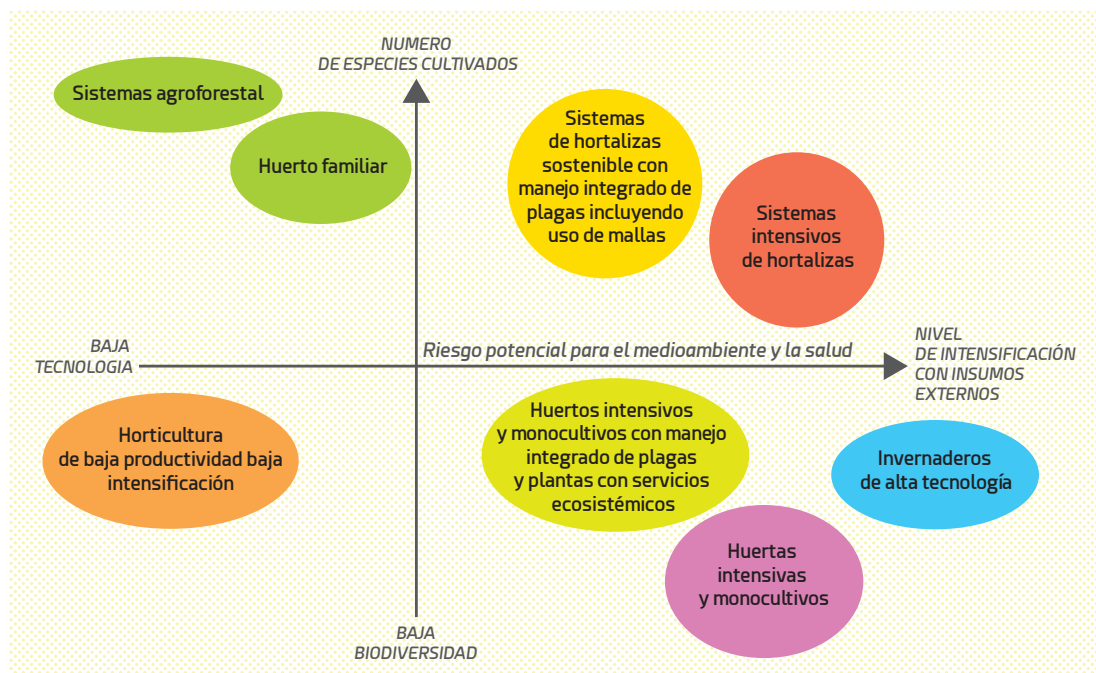 NUMERO
DE ESPECIES CULTIVADOS
Sistemas agroforestal
Huerto familiar
Sistemas
de hortalizas
sostenible con
manejo integrado de
plagas incluyendo
uso de mallas
Sistemas
intensivos
de hortalizas
BAJA
TECNOLOGIA
Riesgo potencial para el medioambiente y la salud
NIVEL
DE INTENSIFICACIÓN
CON INSUMOS
EXTERNOS
Horticultura
de baja productividad baja
intensificación
Huertos intensivos
y monocultivos con manejo
integrado de plagas
y plantas con servicios
ecosistémicos
Invernaderos
de alta tecnología
Huertas
intensivas
y monocultivos
BAJA
BIODIVERSIDAD